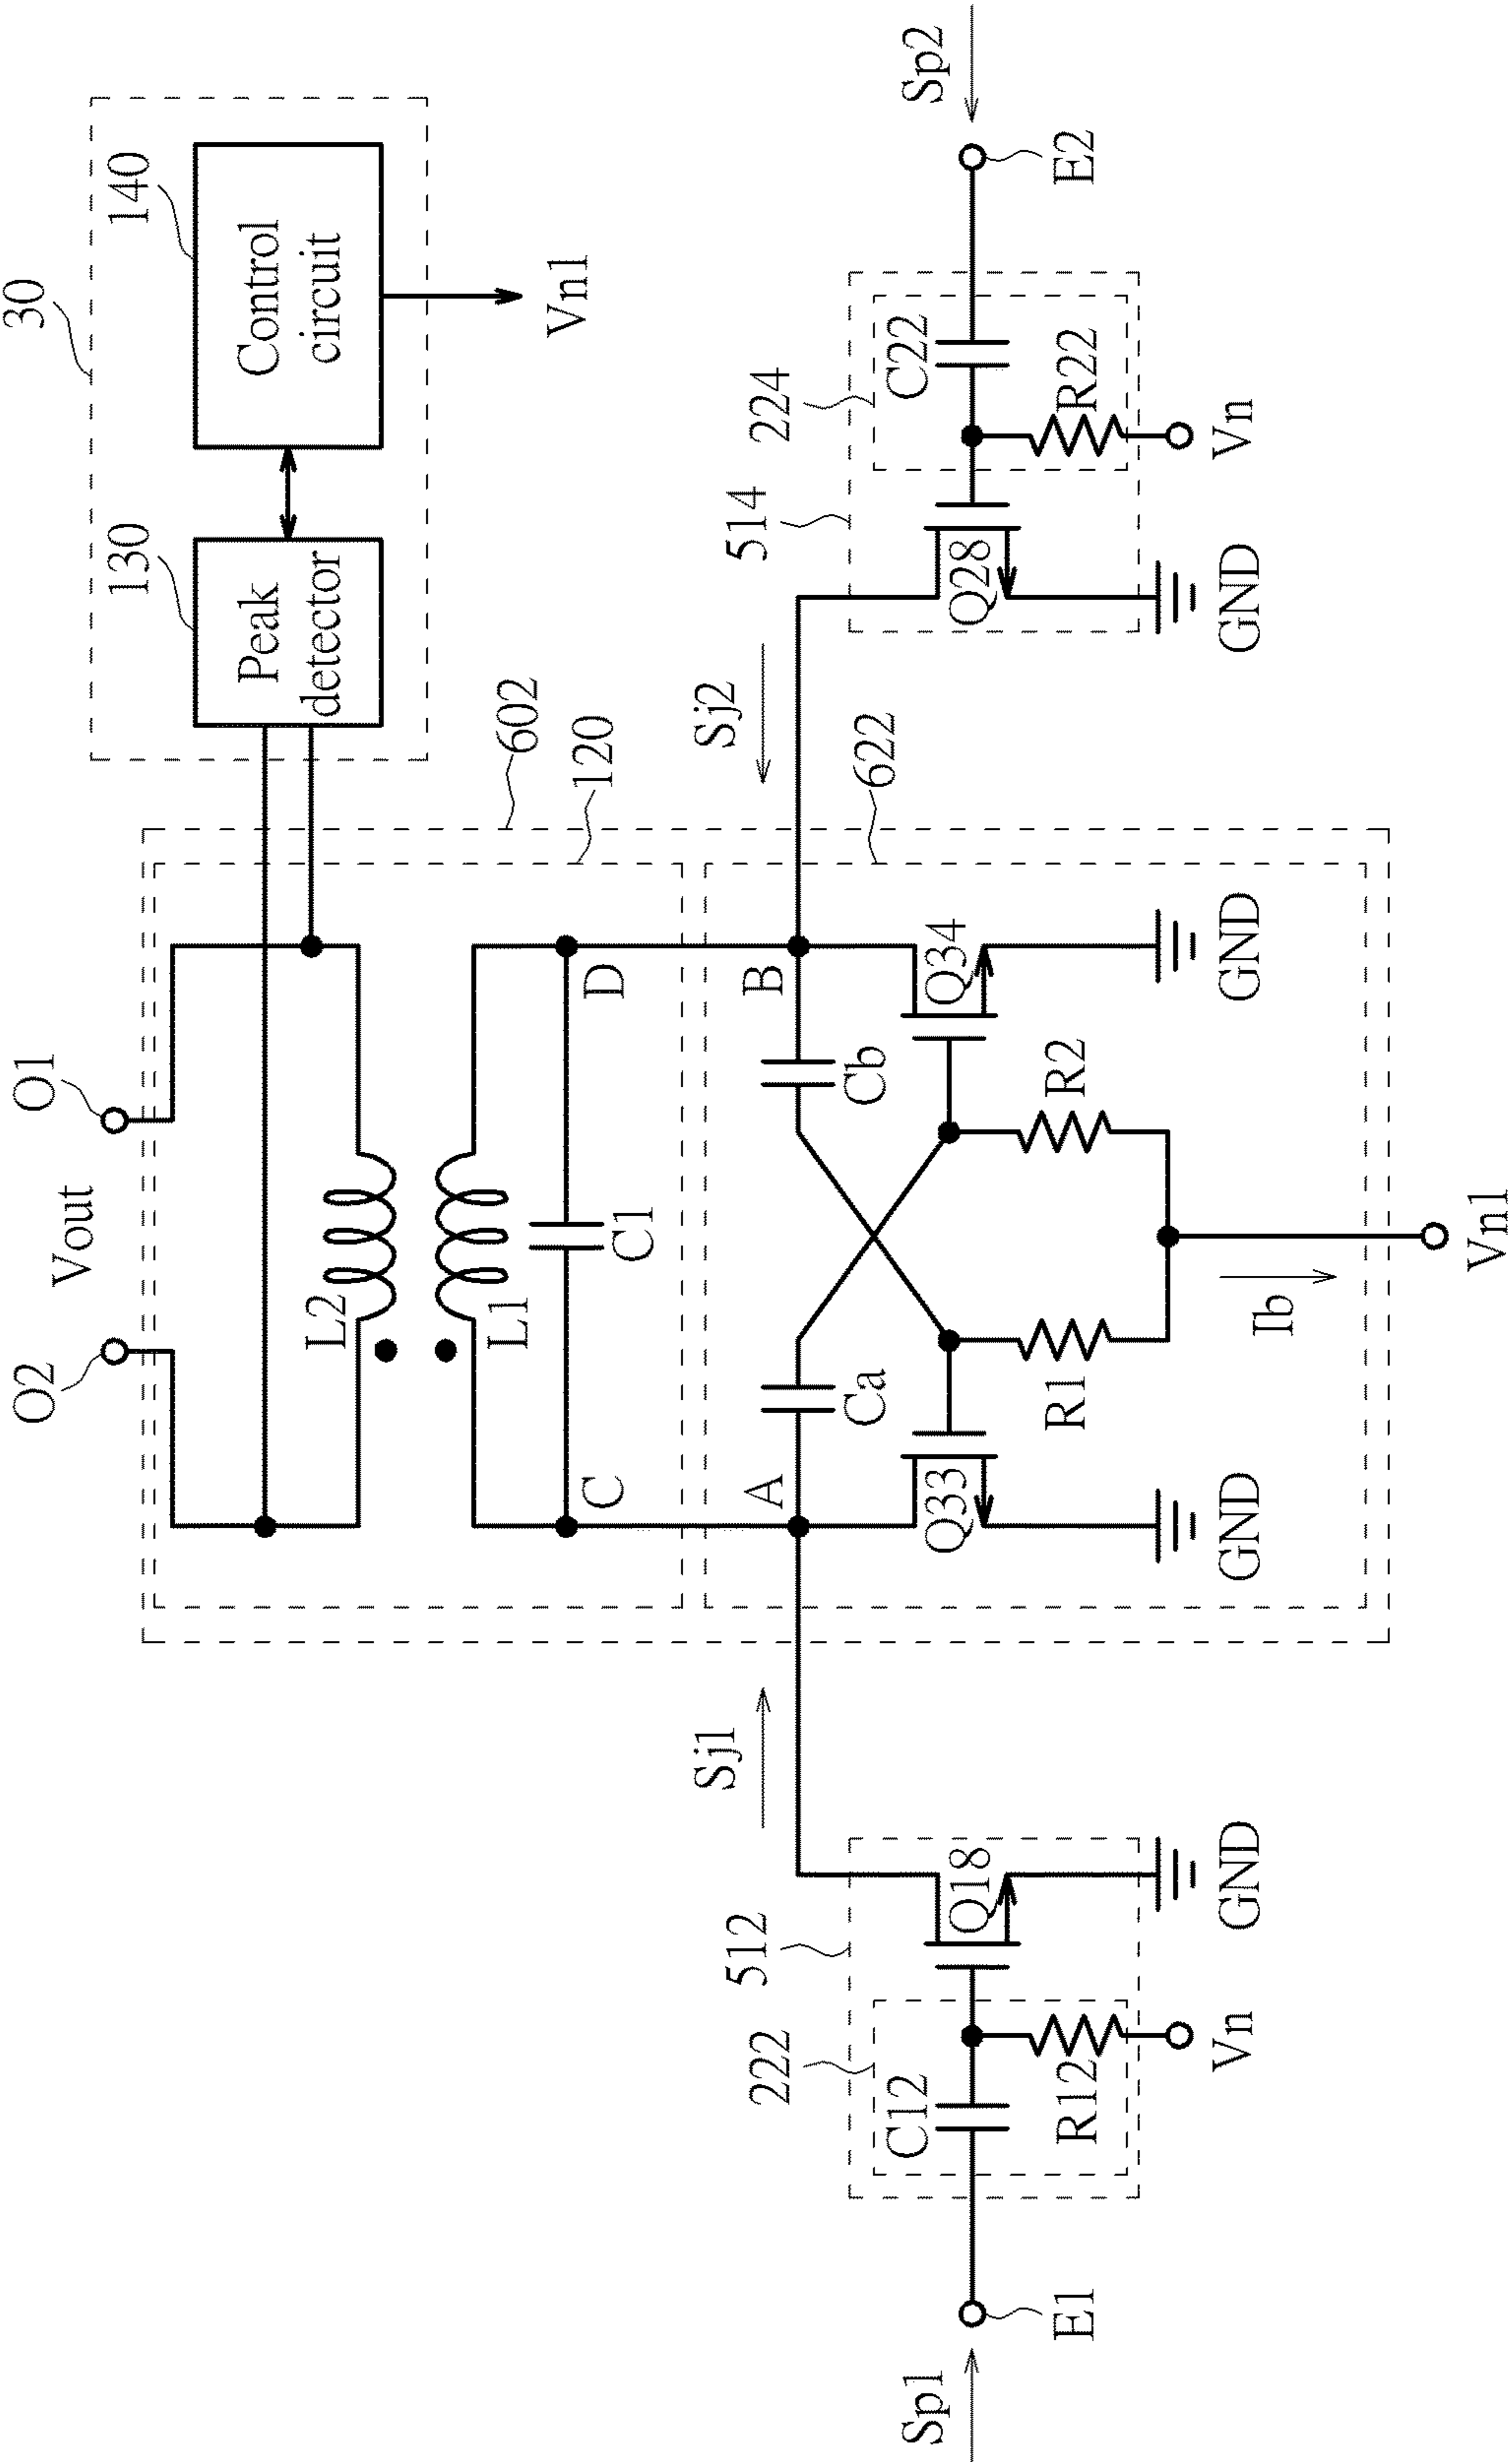 30
140
Control
circuit
130
Peak
detector
Vn1
O2
Vout
O1
602
120
L2
L1
C1
C
D
Sj1
Sj2
622
A
B
Ca
Cb
Q33
Q34
R1
R2
GND
GND
Ib
Vn1
512
222
Sp1
E1
C12
R12
Q18
Vn
GND
514
224
Sp2
E2
C22
R22
Q28
Vn
GND